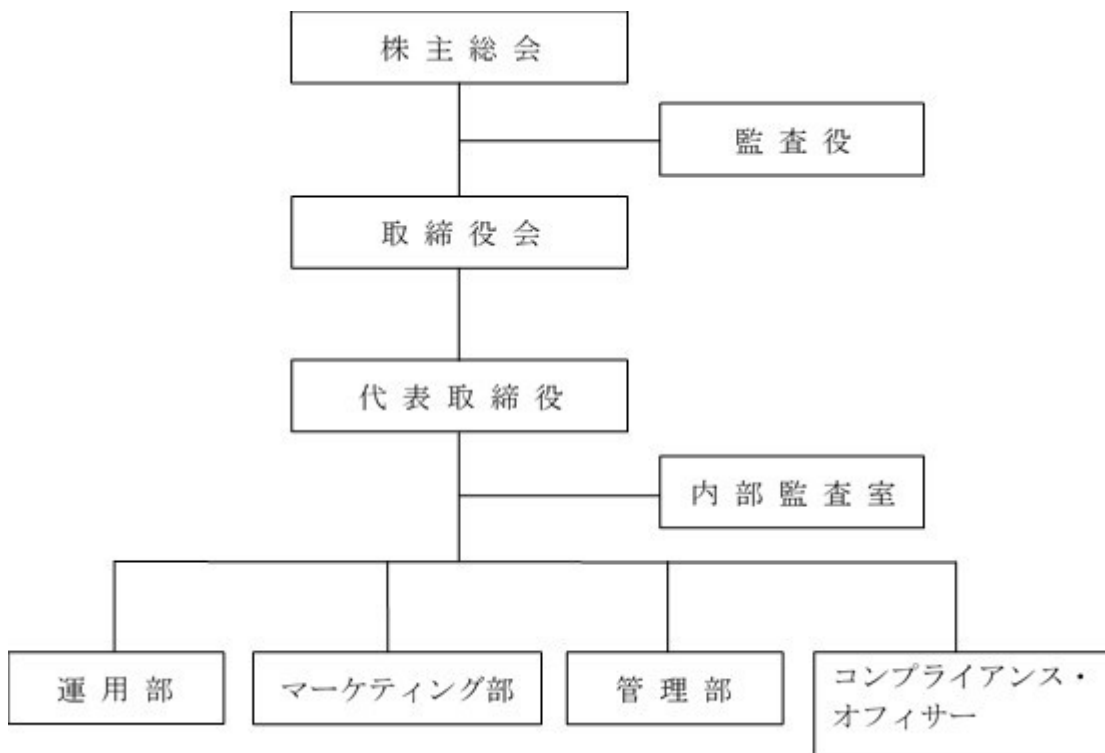 株主総会
監査役
取締役会
代表取締役
内部監査室
運用部
マーケティング部
管理部
コンプライアンス・
オフィサー